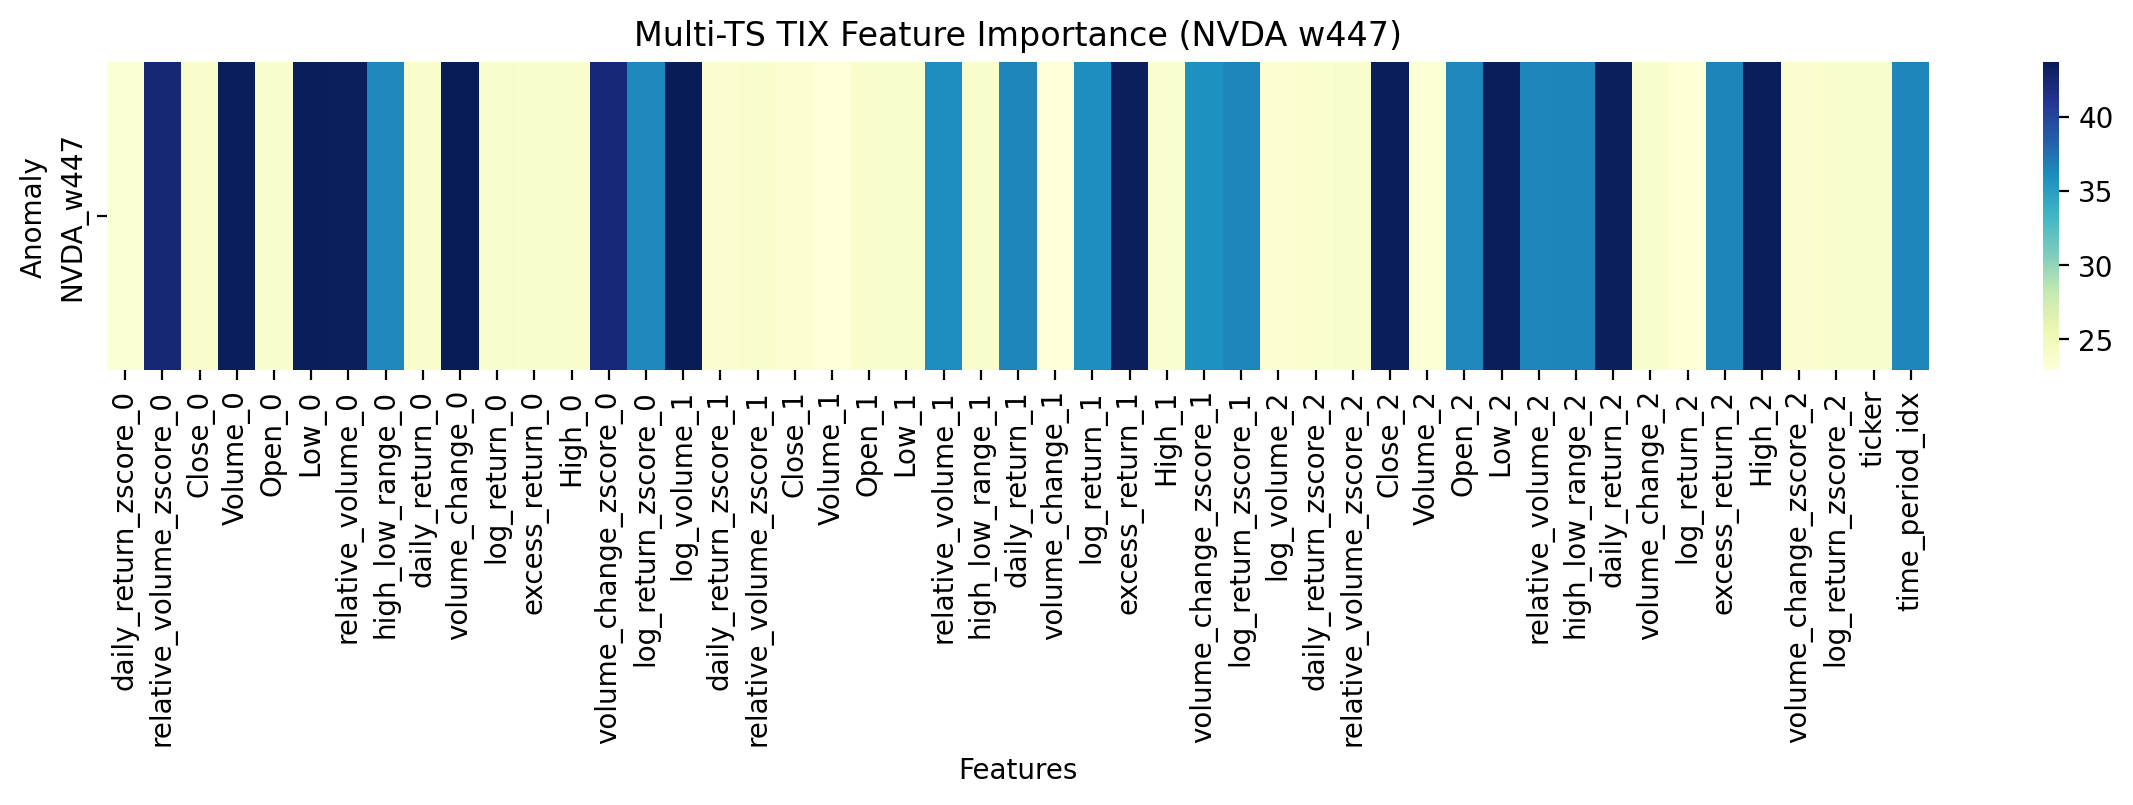 Multi-TS TIX Feature Importance (NVDA w447)
Anomaly
NVDA_w447
40
35
30
25
daily_return_zscore_0
relative_volume_zscore_0
Close_0
Volume_0
Open_0
Low_0
relative_volume_0
high_low_range_0
daily_return_0
volume_change_0
log_return_0
excess_return_0
High_0
volume_change_zscore_0
log_return_zscore_0
log_volume_1
daily_return_zscore_1
relative_volume_zscore_1
Close_1
Volume_1
Open_1
Low_1
relative_volume_1
high_low_range_1
daily_return_1
volume_change_1
log_return_1
excess_return_1
High_1
volume_change_zscore_1
log_return_zscore_1
log_volume_2
daily_return_zscore_2
relative_volume_zscore_2
Close_2
Volume_2
Open_2
Low_2
relative_volume_2
high_low_range_2
daily_return_2
volume_change_2
log_return_2
excess_return_2
High_2
volume_change_zscore_2
log_return_zscore_2
ticker
time_period_idx
Features